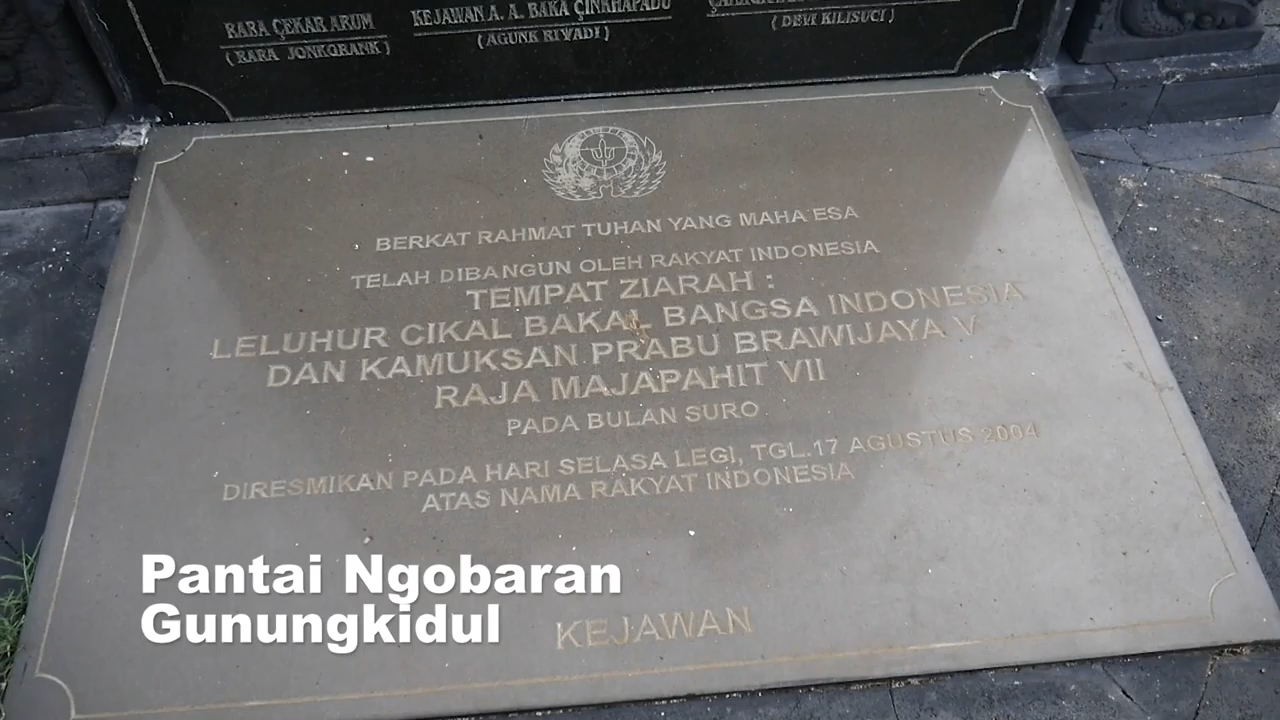 RARA ÇEKAR ARUM
( RARA JONKGRANK )
KEJAWAN A. A. BAKA ÇINKHAPADU
( AGUNK RIYADI )
( DEVI KILISUCI )
BERKAT RAHMAT TUHAN YANG MAHA ESA
TELAH DIBANGUN OLEH RAKYAT INDONESIA
TEMPAT ZIARAH :
LELUHUR CIKAL BAKAL BANGSA INDONESIA
DAN KAMUKSAN PRABU BRAWIJAYA V
RAJA MAJAPAHIT VII
PADA BULAN SURO
DIRESMIKAN PADA HARI SELASA LEGI, TGL.17 AGUSTUS 2004
ATAS NAMA RAKYAT INDONESIA
Pantai Ngobaran
Gunungkidul
KEJAWAN